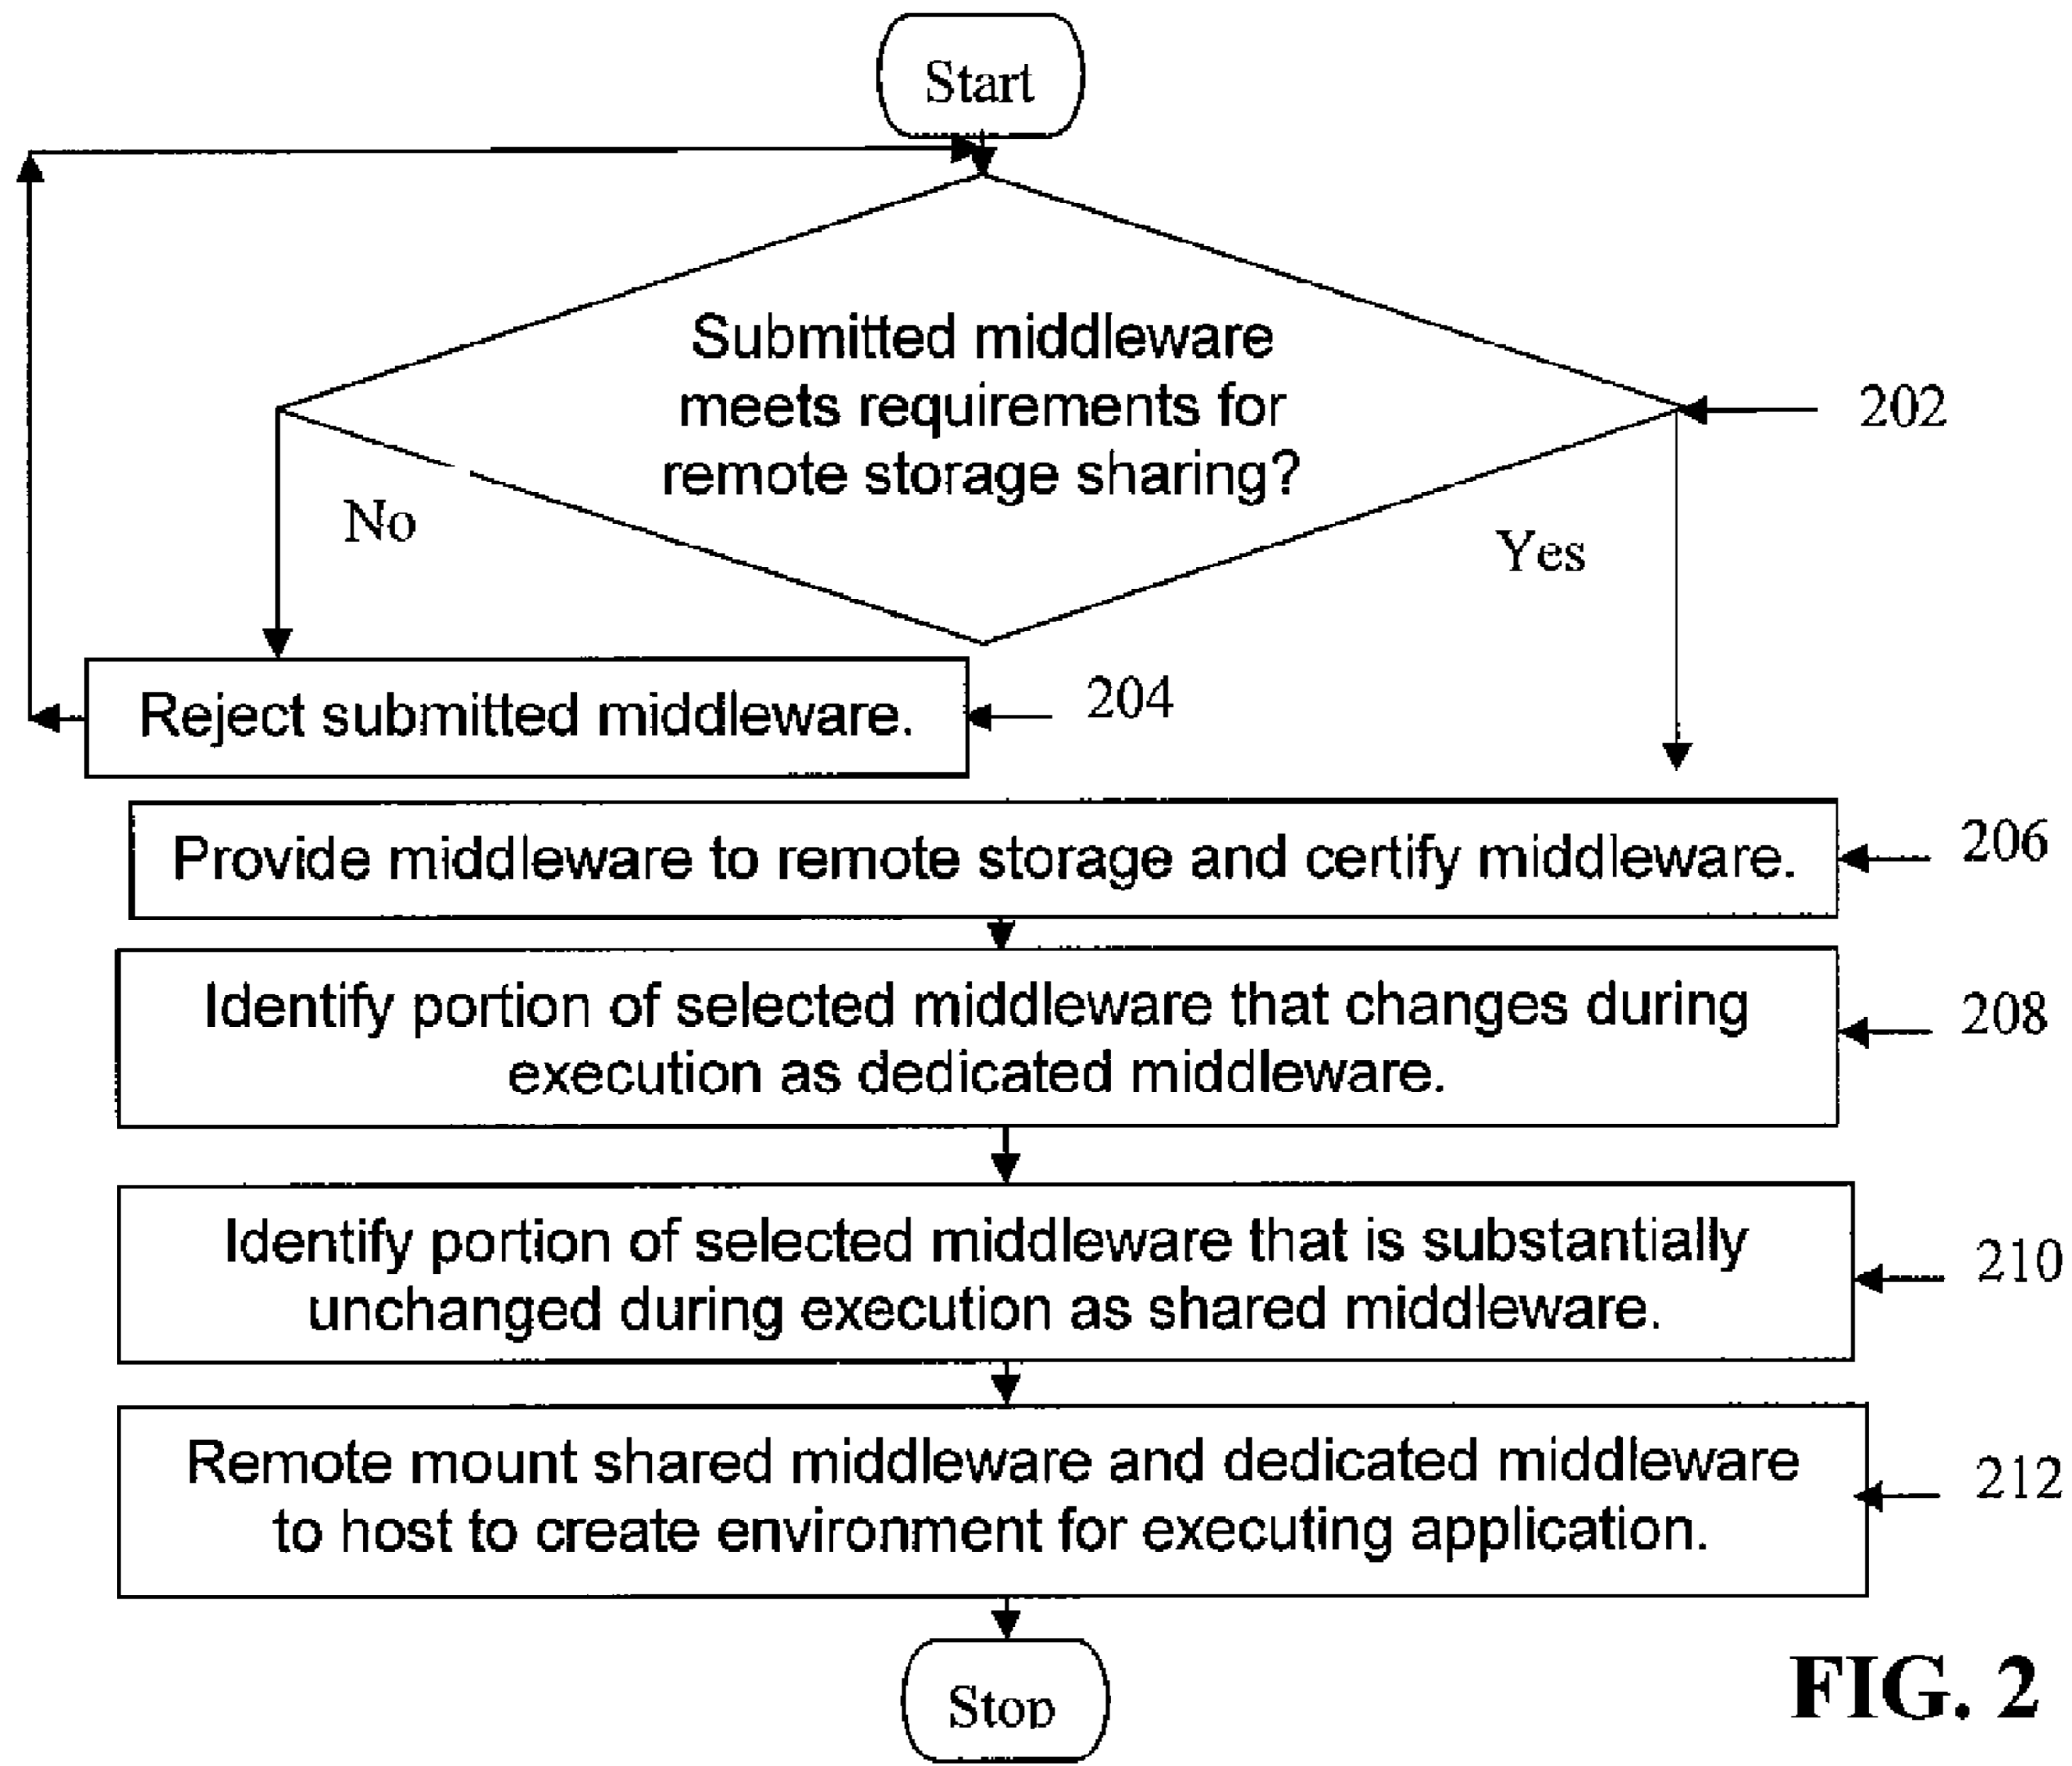 Start
Submitted middleware
meets requirements for
remote storage sharing?
202
No
Yes
Reject submitted middleware.
204
Provide middleware to remote storage and certify middleware.
206
Identify portion of selected middleware that changes during
execution as dedicated middleware.
208
Identify portion of selected middleware that is substantially
unchanged during execution as shared middleware.
210
Remote mount shared middleware and dedicated middleware
to host to create environment for executing application.
212
Stop
FIG. 2